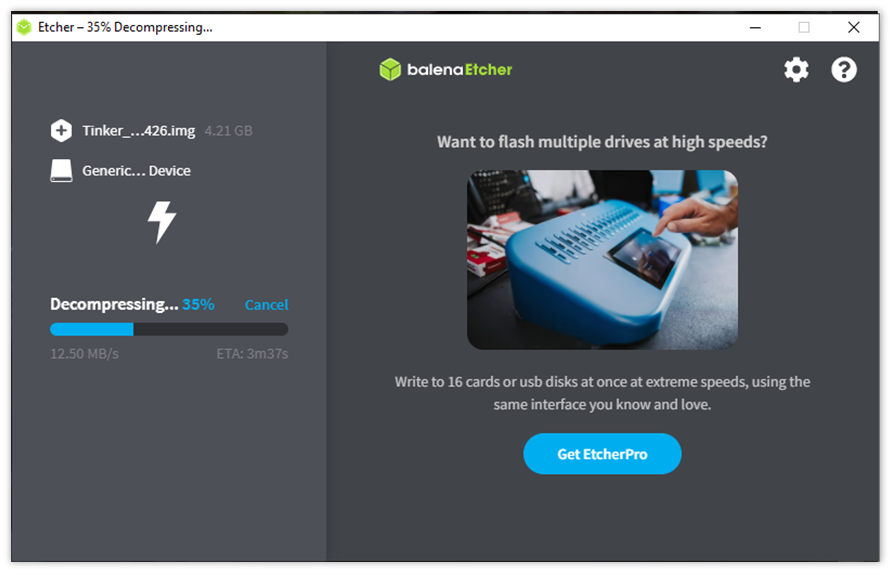 Etcher – 35% Decompressing...
balenaEtcher
Tinker_...426.img 4.21 GB
Generic... Device
Decompressing... 35% Cancel
12.50 MB/s ETA: 3m37s
Want to flash multiple drives at high speeds?
Write to 16 cards or usb disks at once at extreme speeds, using the
same interface you know and love.
Get EtcherPro